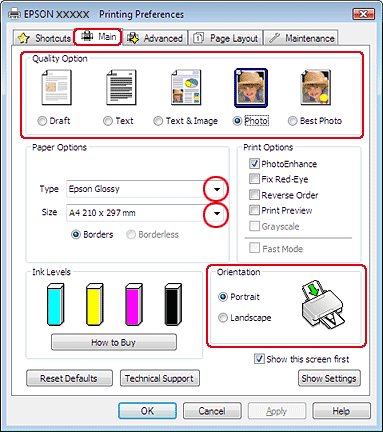 EPSON XXXXX Printing Preferences
Shortcuts Main Advanced 1 Page Layout Maintenance
Quality Option
Draft Text Text & Image Photo Best Photo
Paper Options
Type Epson Glossy
Size A4 210 x 297 mm
Borders Borderless
Print Options
PhotoEnhance
Fix Red-Eye
Reverse Order
Print Preview
Grayscale
Fast Mode
Ink Levels
How to Buy
Orientation
Portrait
Landscape
Show this screen first
Reset Defaults Technical Support Show Settings
OK Cancel Apply Help